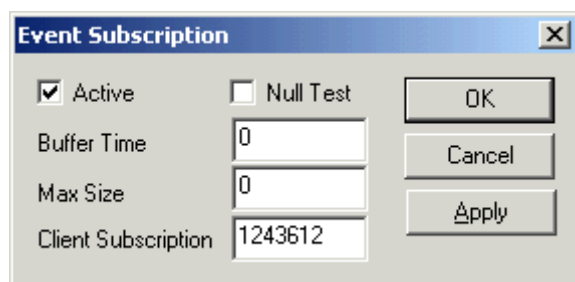 Event Subscription
Active
Null Test
OK
Buffer Time
0
Cancel
Max Size
0
Apply
Client Subscription
1243612